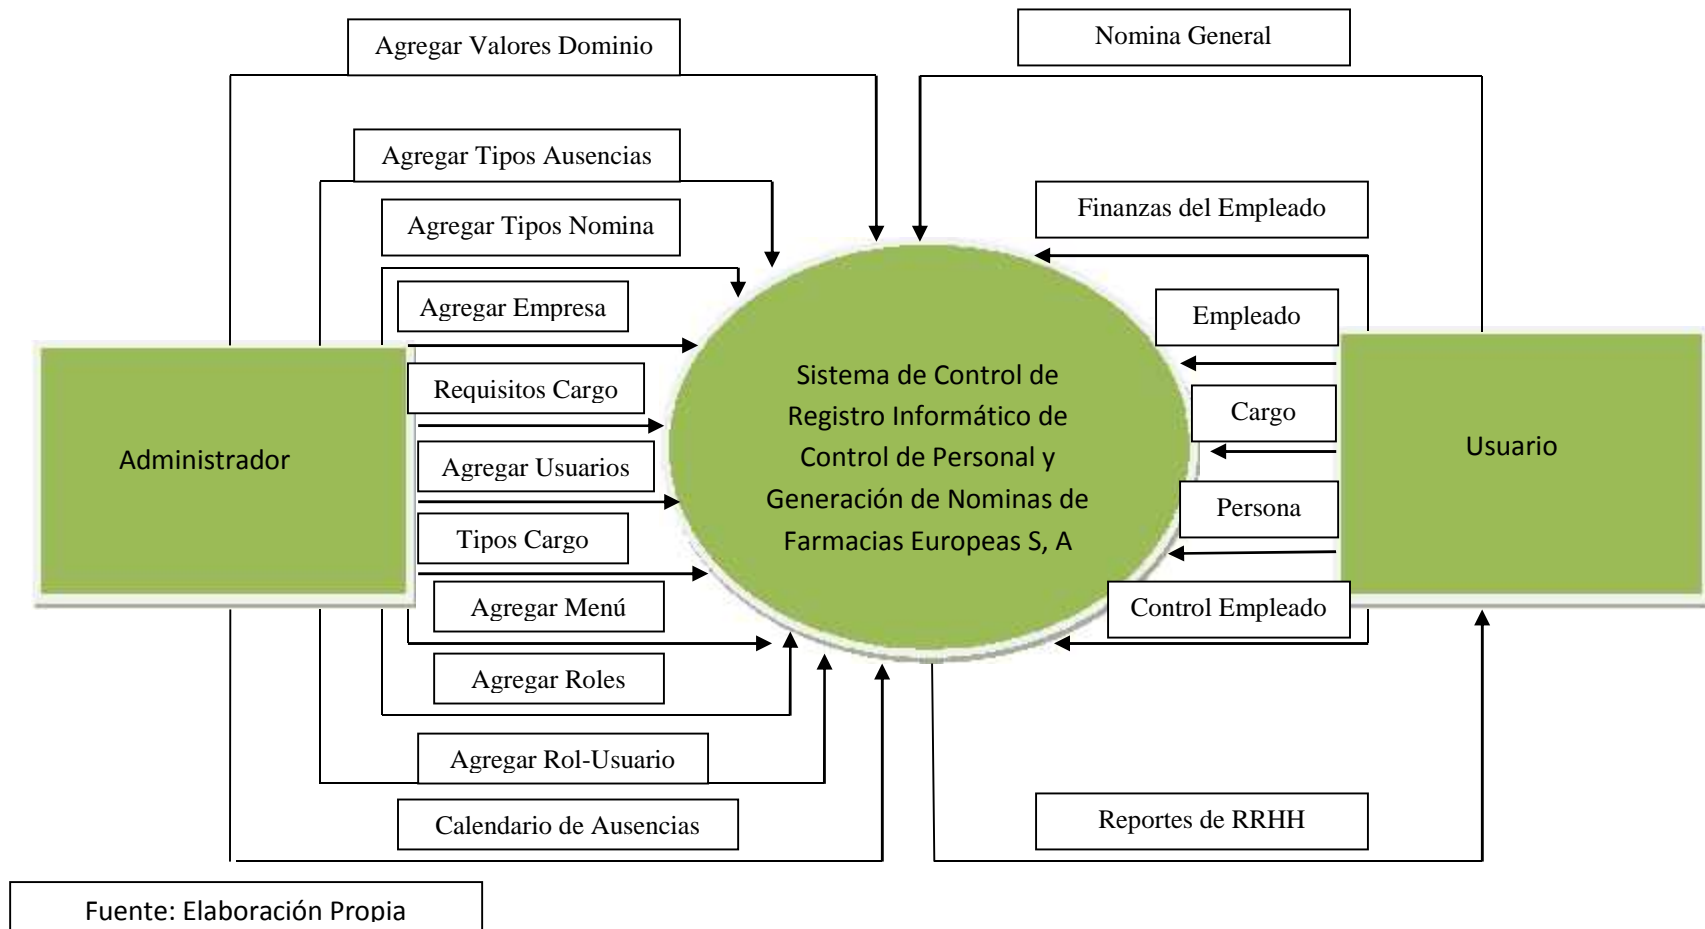 Agregar Valores Dominio
Nomina General
Agregar Tipos Ausencias
Finanzas del Empleado
Agregar Tipos Nomina
Agregar Empresa
Empleado
Requisitos Cargo
Cargo
Agregar Usuarios
Persona
Tipos Cargo
Control Empleado
Agregar Menú
Agregar Roles
Agregar Rol-Usuario
Calendario de Ausencias
Reportes de RRHH
Administrador
Sistema de Control de
Registro Informático de
Control de Personal y
Generación de Nominas de
Farmacias Europeas S, A
Usuario
Fuente: Elaboración Propia